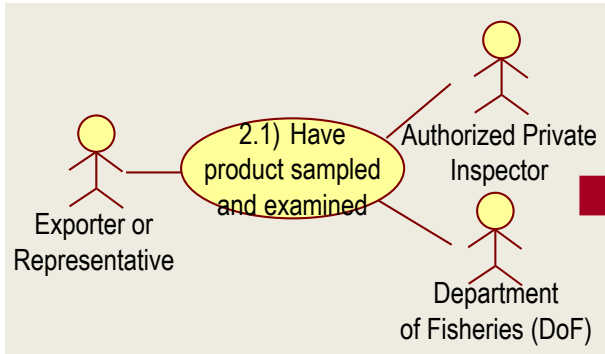 2.1) Have
product sampled
and examined
Authorized Private
Inspector
Exporter or
Representative
Department
of Fisheries (DoF)